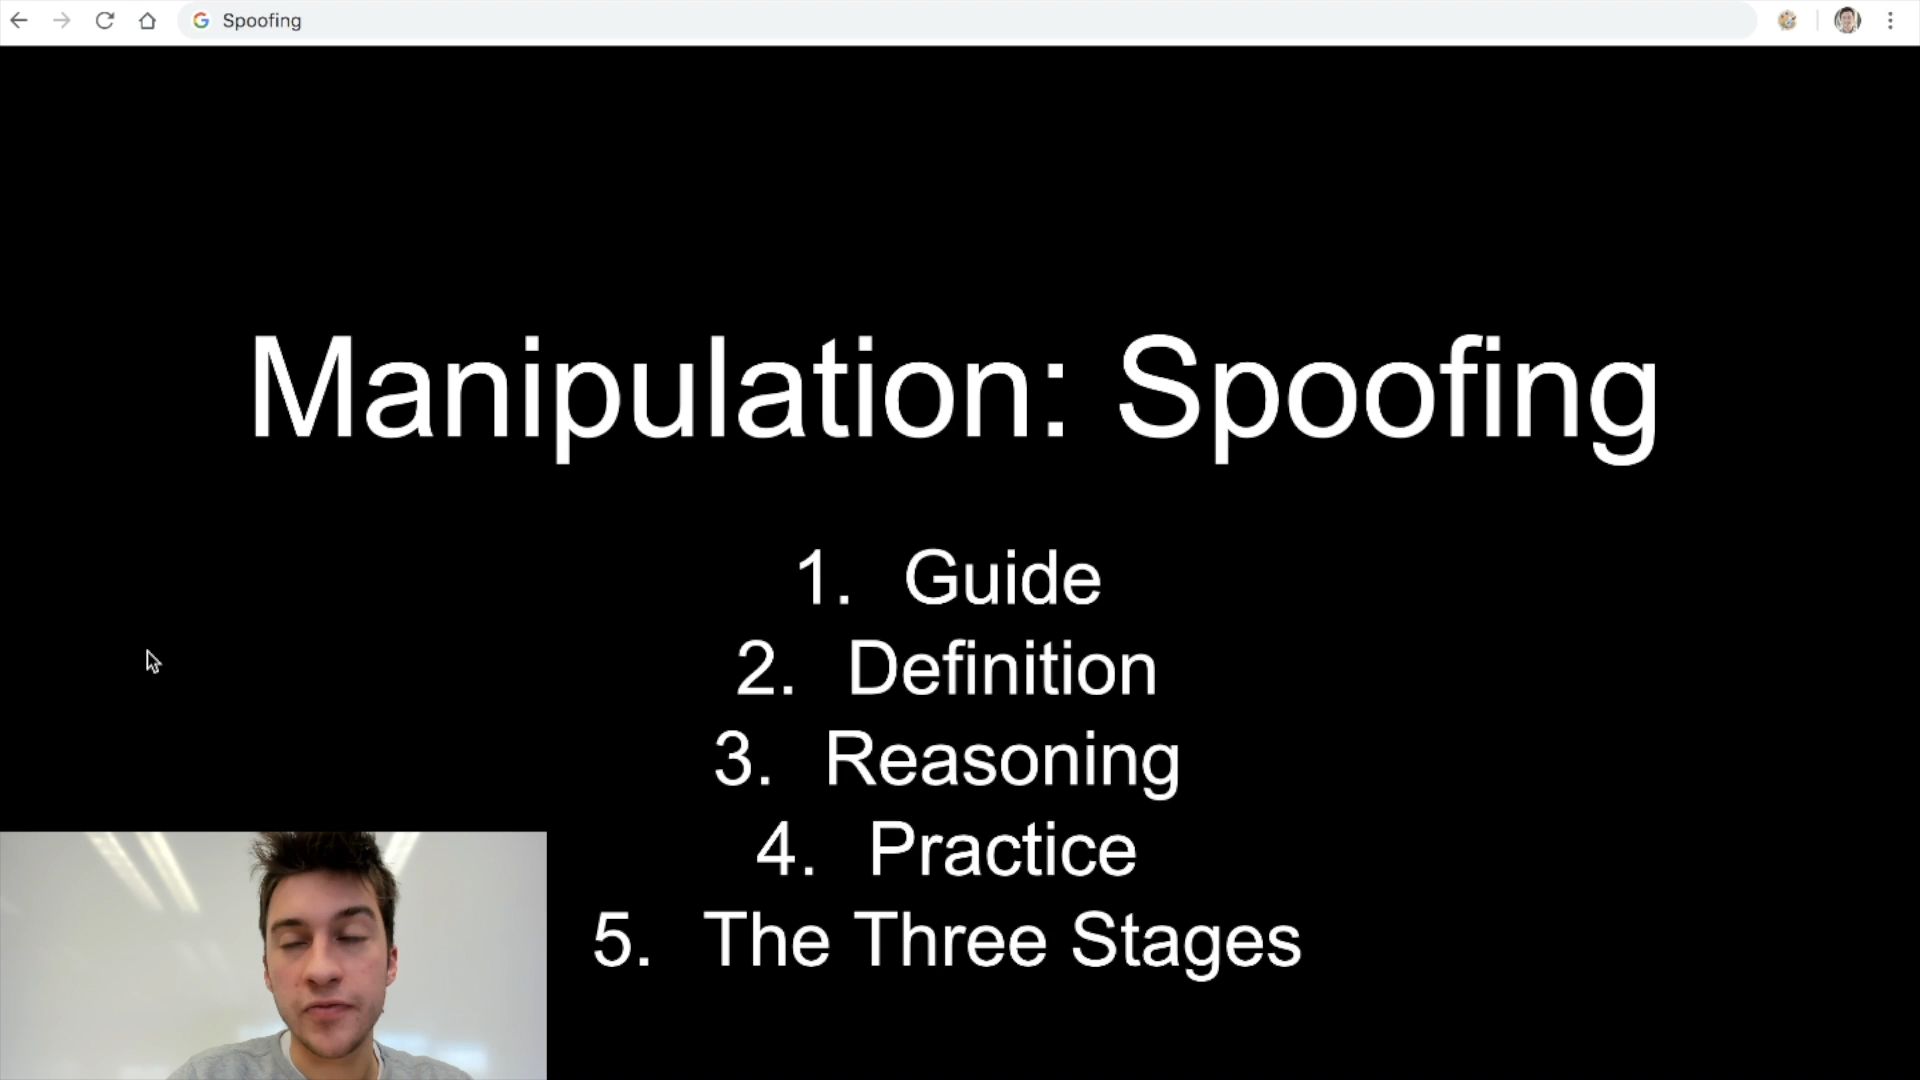 Spoofing
Manipulation: Spoofing
1. Guide
2. Definition
3. Reasoning
4. Practice
5. The Three Stages